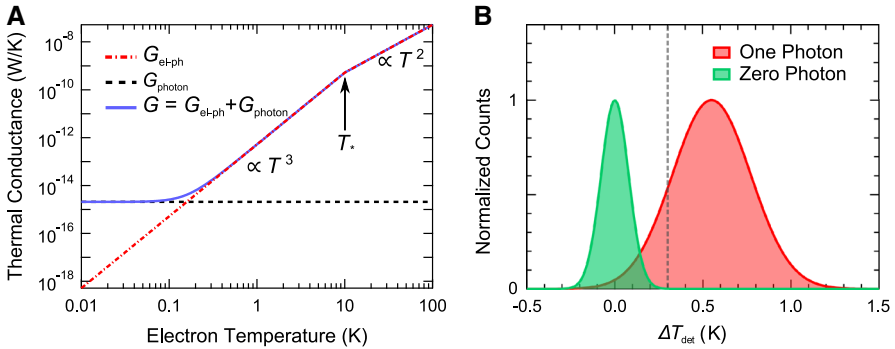 A
Thermal Conductance (W/K)
10⁻⁸
10⁻¹⁰
10⁻¹²
10⁻¹⁴
10⁻¹⁶
10⁻¹⁸
G_el-ph
G_photon
G = G_el-ph + G_photon
∝ T²
T_*
∝ T³
0.01
0.1
1
10
100
Electron Temperature (K)
B
Normalized Counts
1
0
One Photon
Zero Photon
-0.5
0.0
0.5
1.0
1.5
ΔT_det (K)